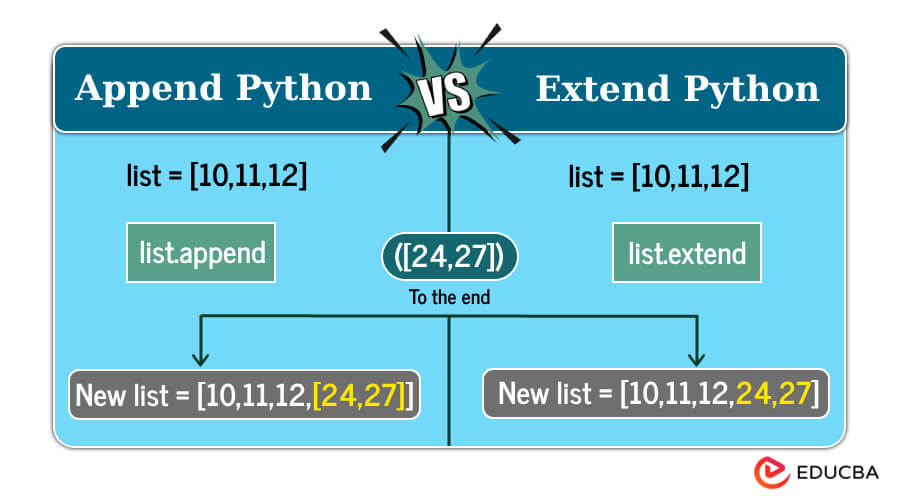 Append Python
VS
Extend Python
list = [10,11,12]
list = [10,11,12]
list.append
([24,27])
list.extend
To the end
New list = [10,11,12,[24,27]]
New list = [10,11,12,24,27]
EDUCBA